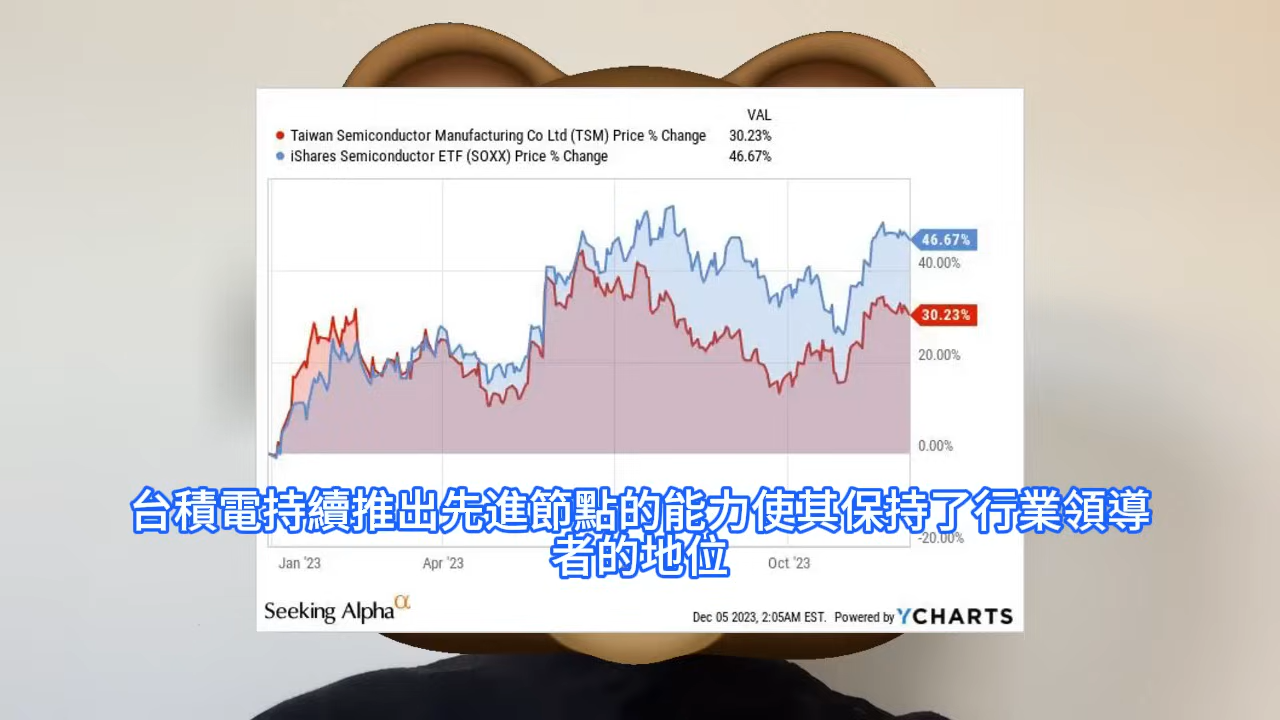 VAL
Taiwan Semiconductor Manufacturing Co Ltd (TSM) Price % Change 30.23%
iShares Semiconductor ETF (SOXX) Price % Change 46.67%
46.67%
40.00%
30.23%
20.00%
0.00%
台積電持續推出先進節點的能力使其保持了行業領導
者的地位
-20.00%
Jan '23 Apr '23 Oct '23
Seeking Alpha α
Dec 05 2023, 2:05AM EST. Powered by YCHARTS